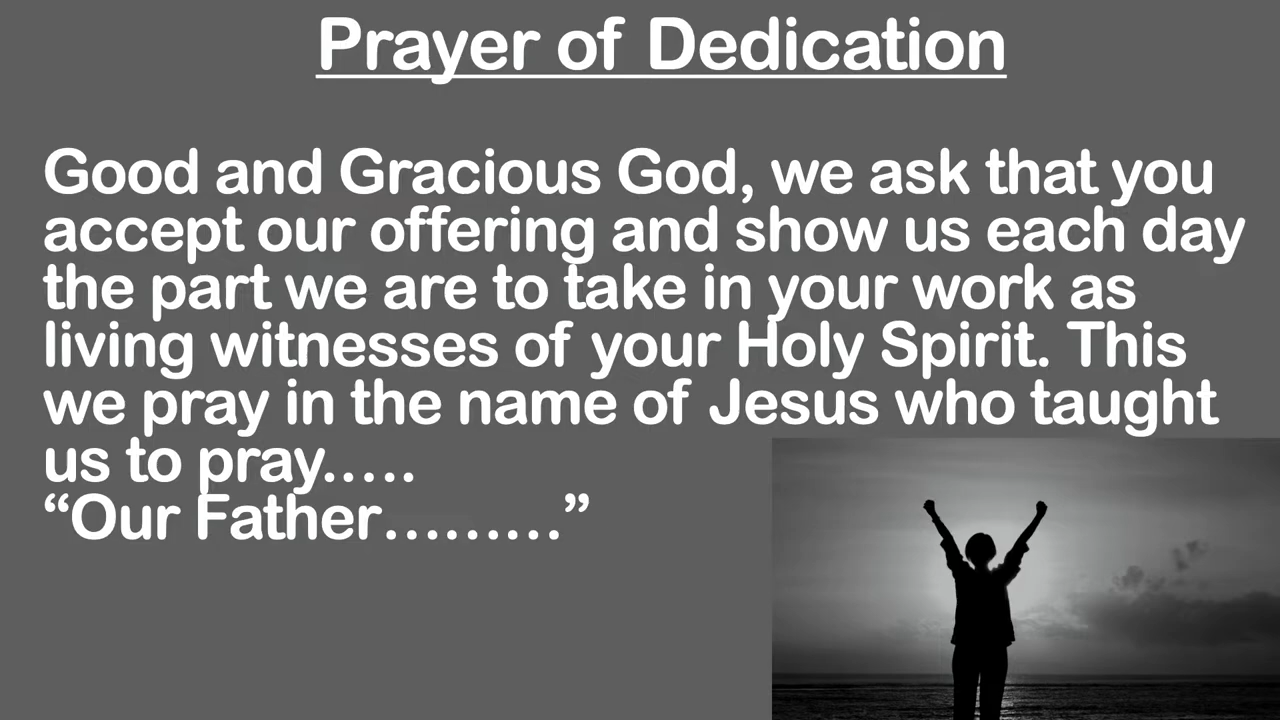 Prayer of Dedication
Good and Gracious God, we ask that you
accept our offering and show us each day
the part we are to take in your work as
living witnesses of your Holy Spirit. This
we pray in the name of Jesus who taught
us to pray.....
“Our Father.........”